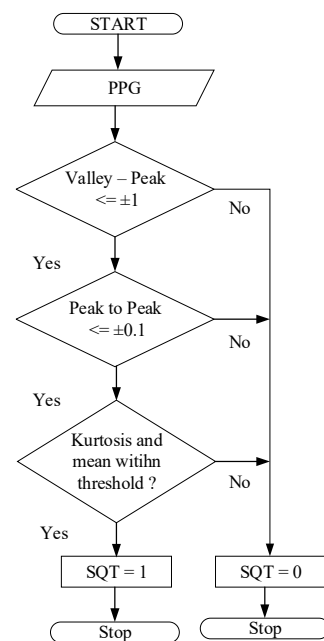 START
PPG
Valley – Peak
<= ±1
No
Yes
Peak to Peak
<= ±0.1
No
Yes
Kurtosis and
mean witihn
threshold ?
No
Yes
SQT = 1
SQT = 0
Stop
Stop